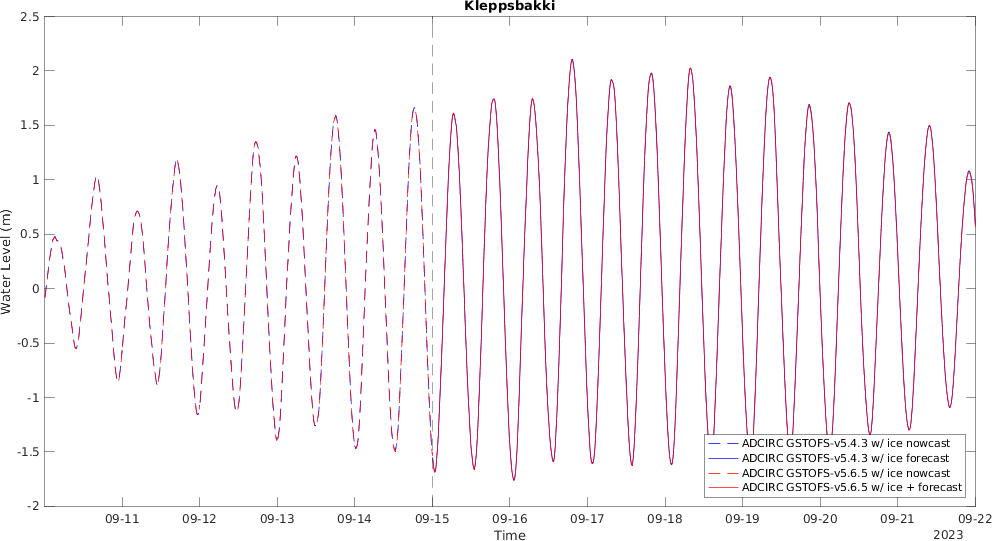 Kleppsbakki
2.5
2
1.5
1
0.5
0
-0.5
-1
-1.5
-2
Water Level (m)
09-11 09-12 09-13 09-14 09-15 09-16 09-17 09-18 09-19 09-20 09-21 09-22
Time
2023
ADCIRC GSTOFS-v5.4.3 w/ ice nowcast
ADCIRC GSTOFS-v5.4.3 w/ ice forecast
ADCIRC GSTOFS-v5.6.5 w/ ice nowcast
ADCIRC GSTOFS-v5.6.5 w/ ice + forecast